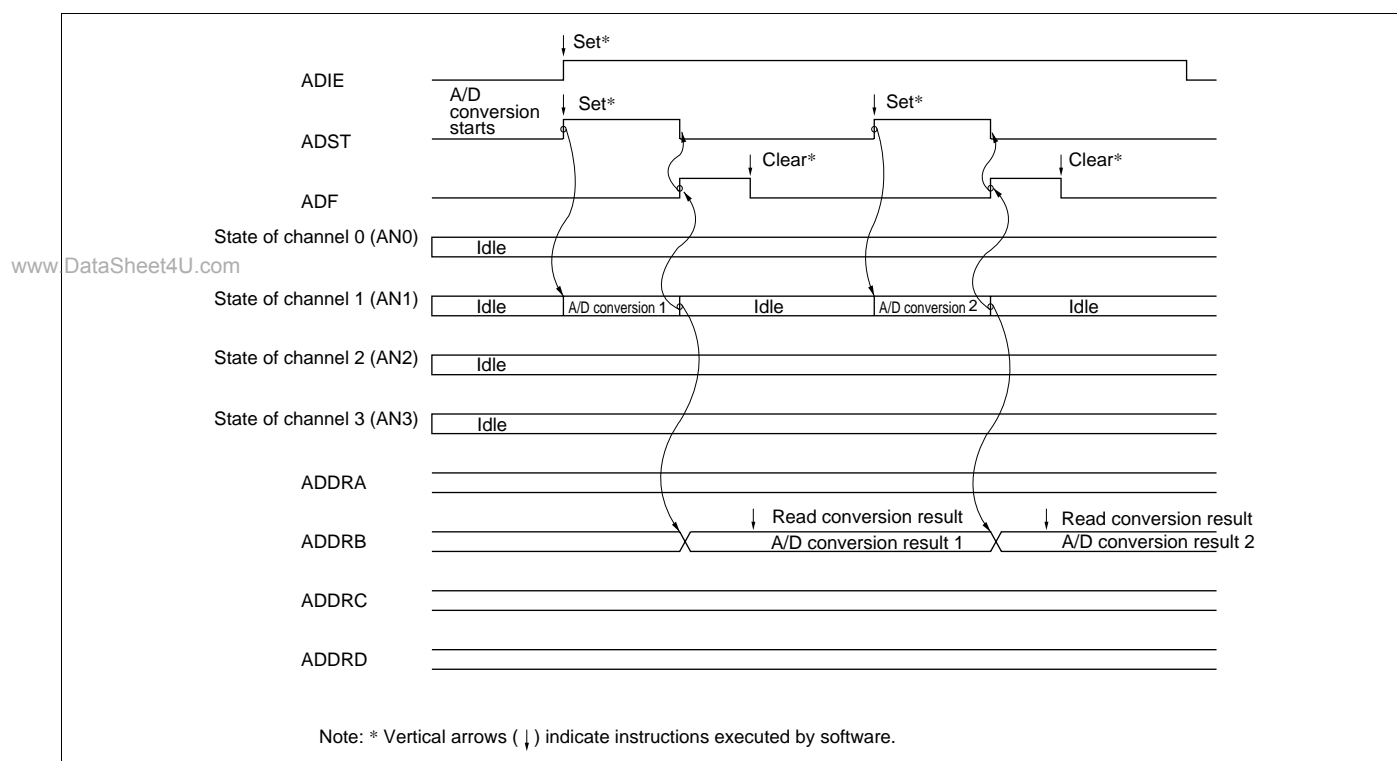 Set*
ADIE
A/D
conversion
starts
Set*
Set*
ADST
Clear*
Clear*
ADF
State of channel 0 (AN0)
Idle
www.DataSheet4U.com
State of channel 1 (AN1)
Idle
A/D conversion 1
Idle
A/D conversion 2
Idle
State of channel 2 (AN2)
Idle
State of channel 3 (AN3)
Idle
ADDRA
Read conversion result
Read conversion result
ADDRB
A/D conversion result 1
A/D conversion result 2
ADDRC
ADDRD
Note: * Vertical arrows (↓) indicate instructions executed by software.